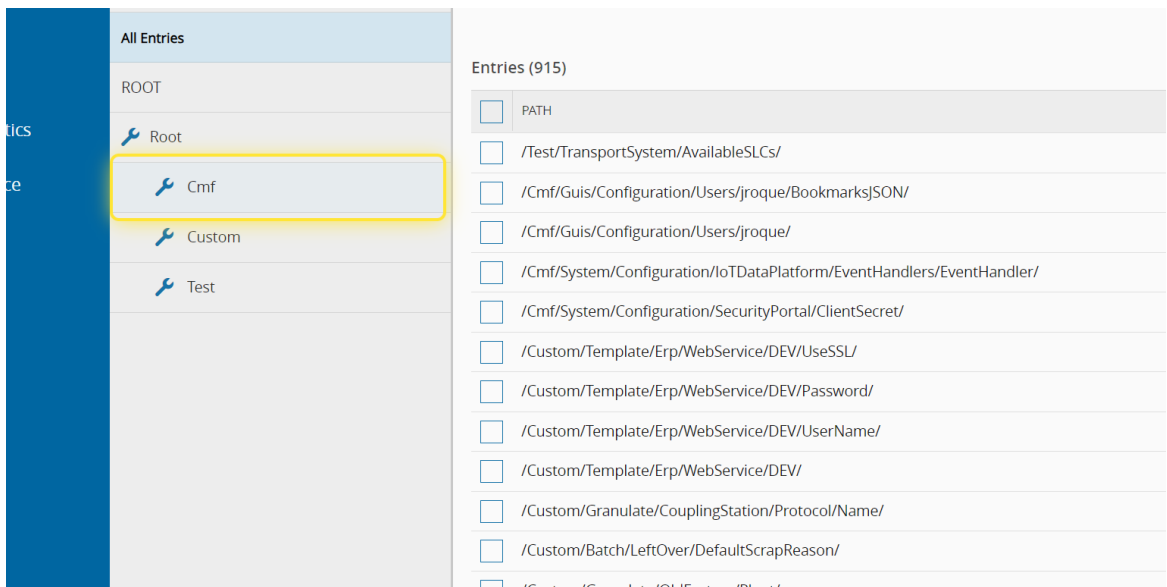 tics
ce
All Entries
ROOT
Root
Cmf
Custom
Test
Entries (915)
PATH
/Test/TransportSystem/AvailableSLCs/
/Cmf/Guis/Configuration/Users/jroque/BookmarksJSON/
/Cmf/Guis/Configuration/Users/jroque/
/Cmf/System/Configuration/IoTDataPlatform/EventHandlers/EventHandler/
/Cmf/System/Configuration/SecurityPortal/ClientSecret/
/Custom/Template/Erp/WebService/DEV/UseSSL/
/Custom/Template/Erp/WebService/DEV/Password/
/Custom/Template/Erp/WebService/DEV/UserName/
/Custom/Template/Erp/WebService/DEV/
/Custom/Granulate/CouplingStation/Protocol/Name/
/Custom/Batch/LeftOver/DefaultScrapReason/